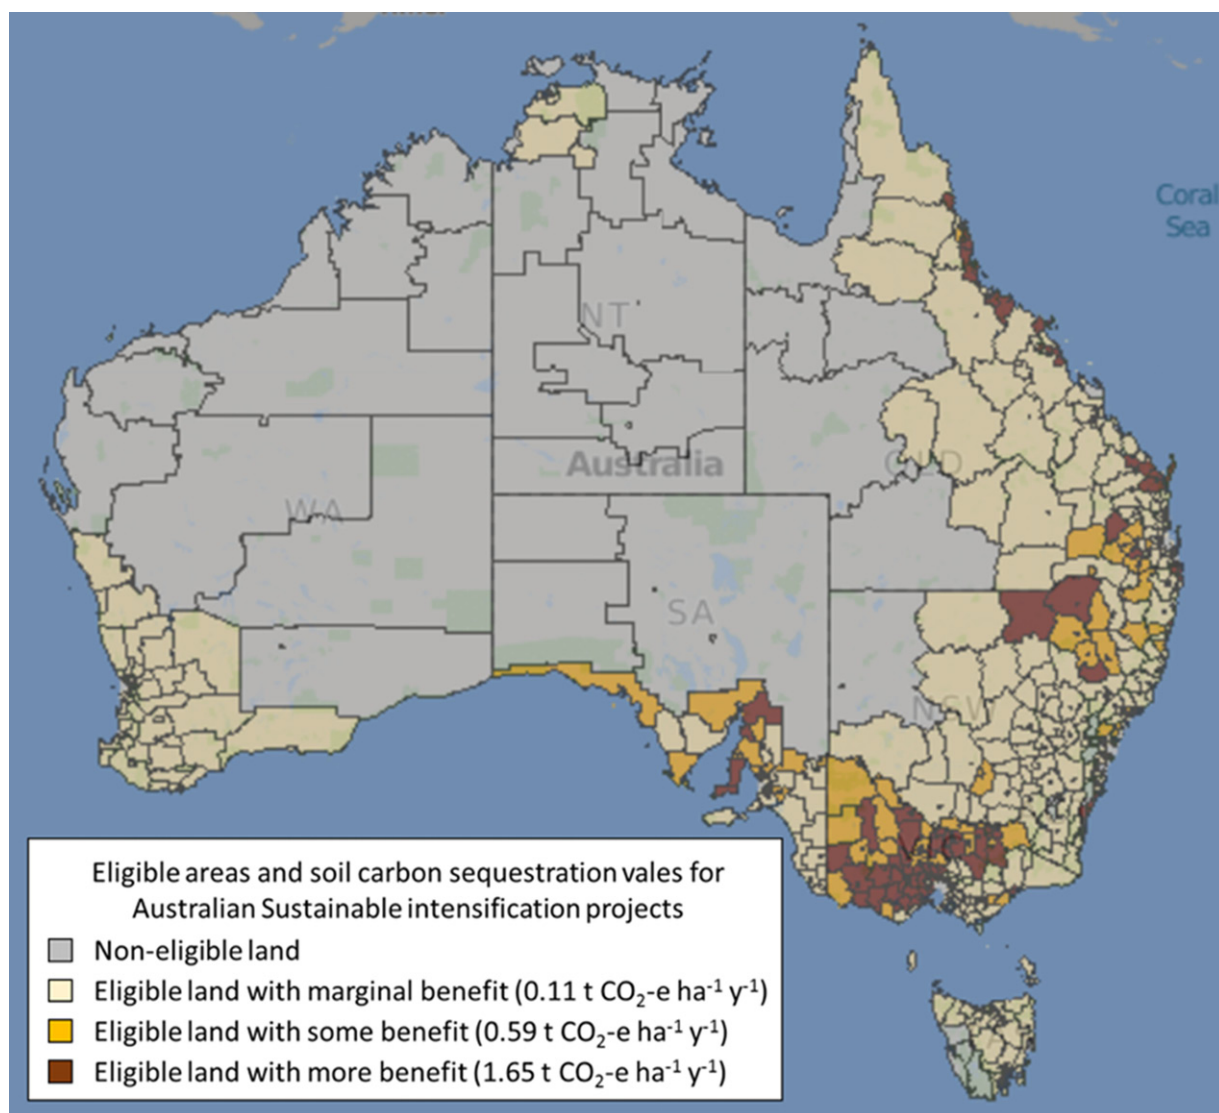 Coral
Sea
NT
Australia
QLD
WA
SA
NSW
VIC
Eligible areas and soil carbon sequestration vales for
Australian Sustainable intensification projects
Non-eligible land
Eligible land with marginal benefit (0.11 t CO₂-e ha⁻¹ y⁻¹)
Eligible land with some benefit (0.59 t CO₂-e ha⁻¹ y⁻¹)
Eligible land with more benefit (1.65 t CO₂-e ha⁻¹ y⁻¹)